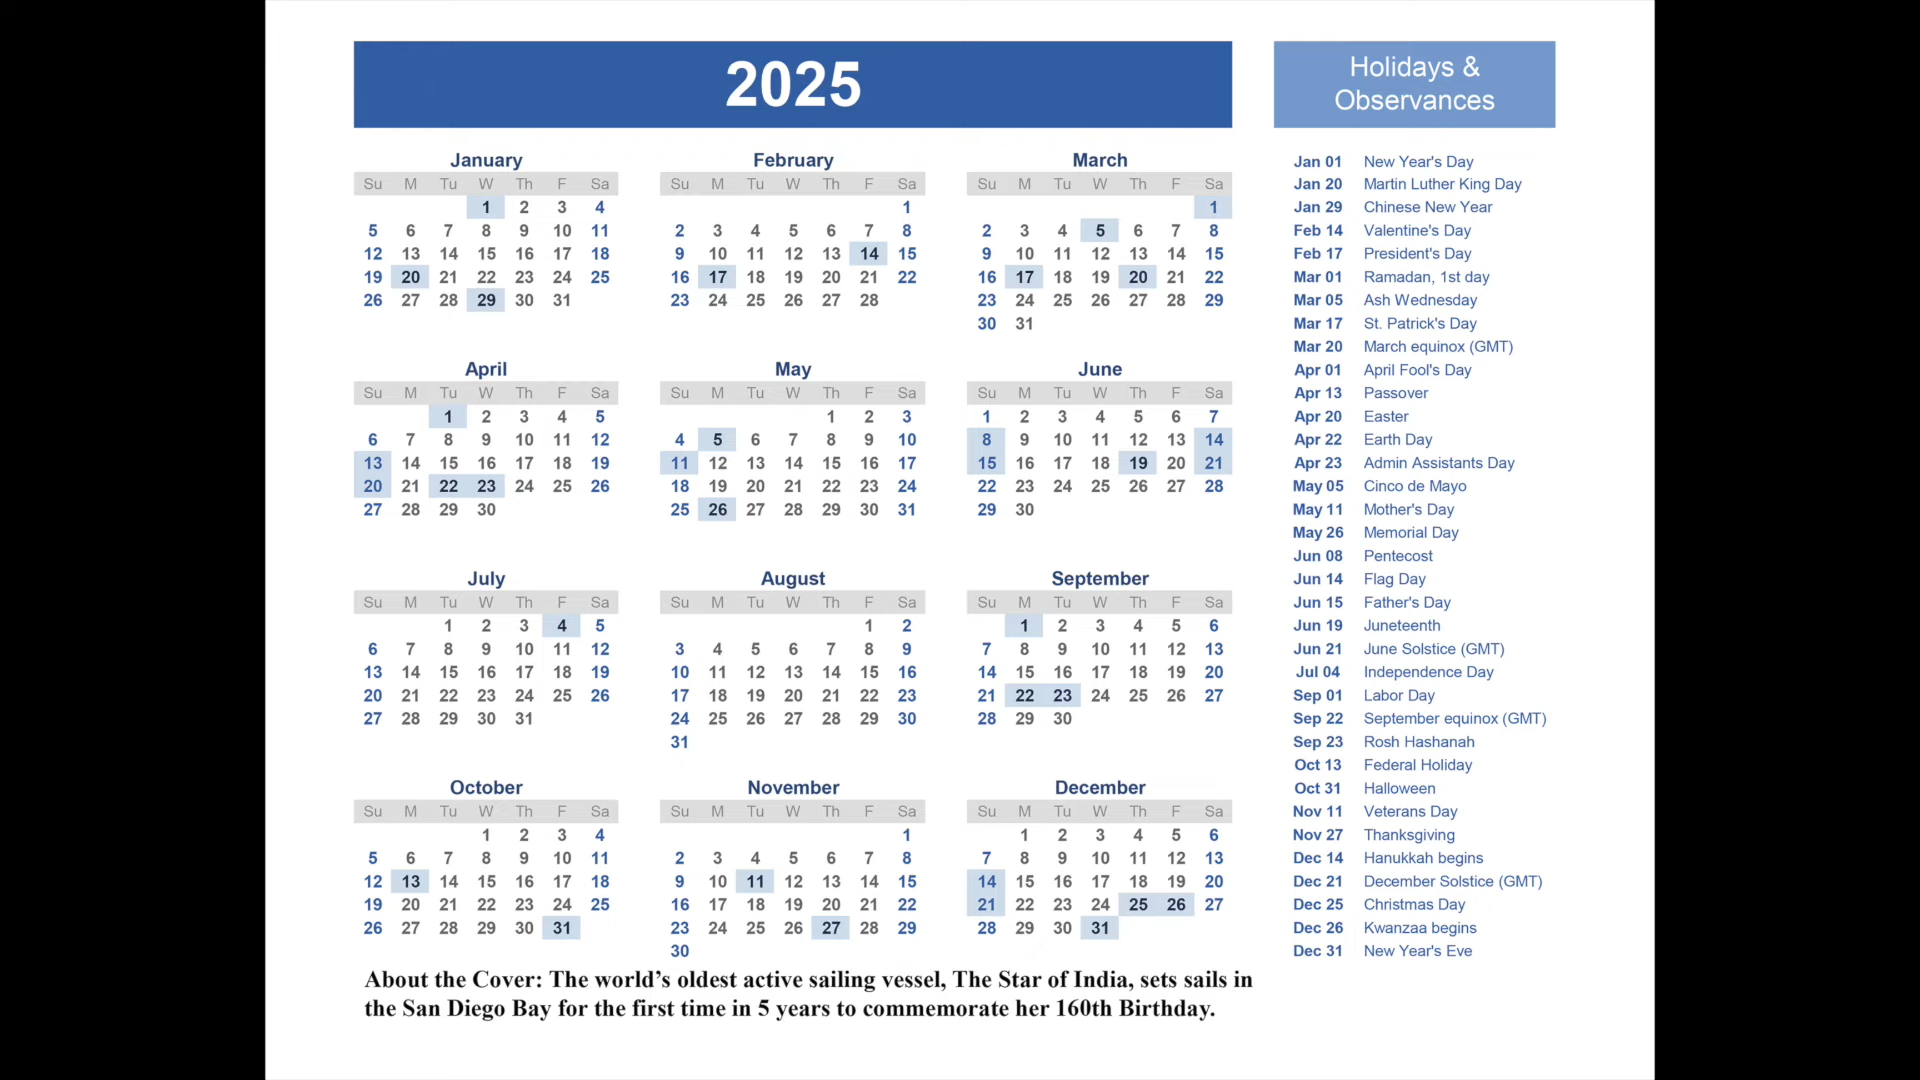 2025
Holidays &
Observances
January February March
Su M Tu W Th F Sa Su M Tu W Th F Sa Su M Tu W Th F Sa
1 2 3 4 1 1
5 6 7 8 9 10 11 2 3 4 5 6 7 8 2 3 4 5 6 7 8
12 13 14 15 16 17 18 9 10 11 12 13 14 15 9 10 11 12 13 14 15
19 20 21 22 23 24 25 16 17 18 19 20 21 22 16 17 18 19 20 21 22
26 27 28 29 30 31 23 24 25 26 27 28 23 24 25 26 27 28 29
30 31
April May June
Su M Tu W Th F Sa Su M Tu W Th F Sa Su M Tu W Th F Sa
1 2 3 4 5 1 2 3 1 2 3 4 5 6 7
6 7 8 9 10 11 12 4 5 6 7 8 9 10 8 9 10 11 12 13 14
13 14 15 16 17 18 19 11 12 13 14 15 16 17 15 16 17 18 19 20 21
20 21 22 23 24 25 26 18 19 20 21 22 23 24 22 23 24 25 26 27 28
27 28 29 30 25 26 27 28 29 30 31 29 30
July August September
Su M Tu W Th F Sa Su M Tu W Th F Sa Su M Tu W Th F Sa
1 2 3 4 5 1 2 1 2 3 4 5 6
6 7 8 9 10 11 12 3 4 5 6 7 8 9 7 8 9 10 11 12 13
13 14 15 16 17 18 19 10 11 12 13 14 15 16 14 15 16 17 18 19 20
20 21 22 23 24 25 26 17 18 19 20 21 22 23 21 22 23 24 25 26 27
27 28 29 30 31 24 25 26 27 28 29 30 28 29 30
31
October November December
Su M Tu W Th F Sa Su M Tu W Th F Sa Su M Tu W Th F Sa
1 2 3 4 1 1 2 3 4 5 6
5 6 7 8 9 10 11 2 3 4 5 6 7 8 7 8 9 10 11 12 13
12 13 14 15 16 17 18 9 10 11 12 13 14 15 14 15 16 17 18 19 20
19 20 21 22 23 24 25 16 17 18 19 20 21 22 21 22 23 24 25 26 27
26 27 28 29 30 31 23 24 25 26 27 28 29 28 29 30 31
30
Jan 01 New Year's Day
Jan 20 Martin Luther King Day
Jan 29 Chinese New Year
Feb 14 Valentine's Day
Feb 17 President's Day
Mar 01 Ramadan, 1st day
Mar 05 Ash Wednesday
Mar 17 St. Patrick's Day
Mar 20 March equinox (GMT)
Apr 01 April Fool's Day
Apr 13 Passover
Apr 20 Easter
Apr 22 Earth Day
Apr 23 Admin Assistants Day
May 05 Cinco de Mayo
May 11 Mother's Day
May 26 Memorial Day
Jun 08 Pentecost
Jun 14 Flag Day
Jun 15 Father's Day
Jun 19 Juneteenth
Jun 21 June Solstice (GMT)
Jul 04 Independence Day
Sep 01 Labor Day
Sep 22 September equinox (GMT)
Sep 23 Rosh Hashanah
Oct 13 Federal Holiday
Oct 31 Halloween
Nov 11 Veterans Day
Nov 27 Thanksgiving
Dec 14 Hanukkah begins
Dec 21 December Solstice (GMT)
Dec 25 Christmas Day
Dec 26 Kwanzaa begins
Dec 31 New Year's Eve
About the Cover: The world’s oldest active sailing vessel, The Star of India, sets sails in
the San Diego Bay for the first time in 5 years to commemorate her 160th Birthday.